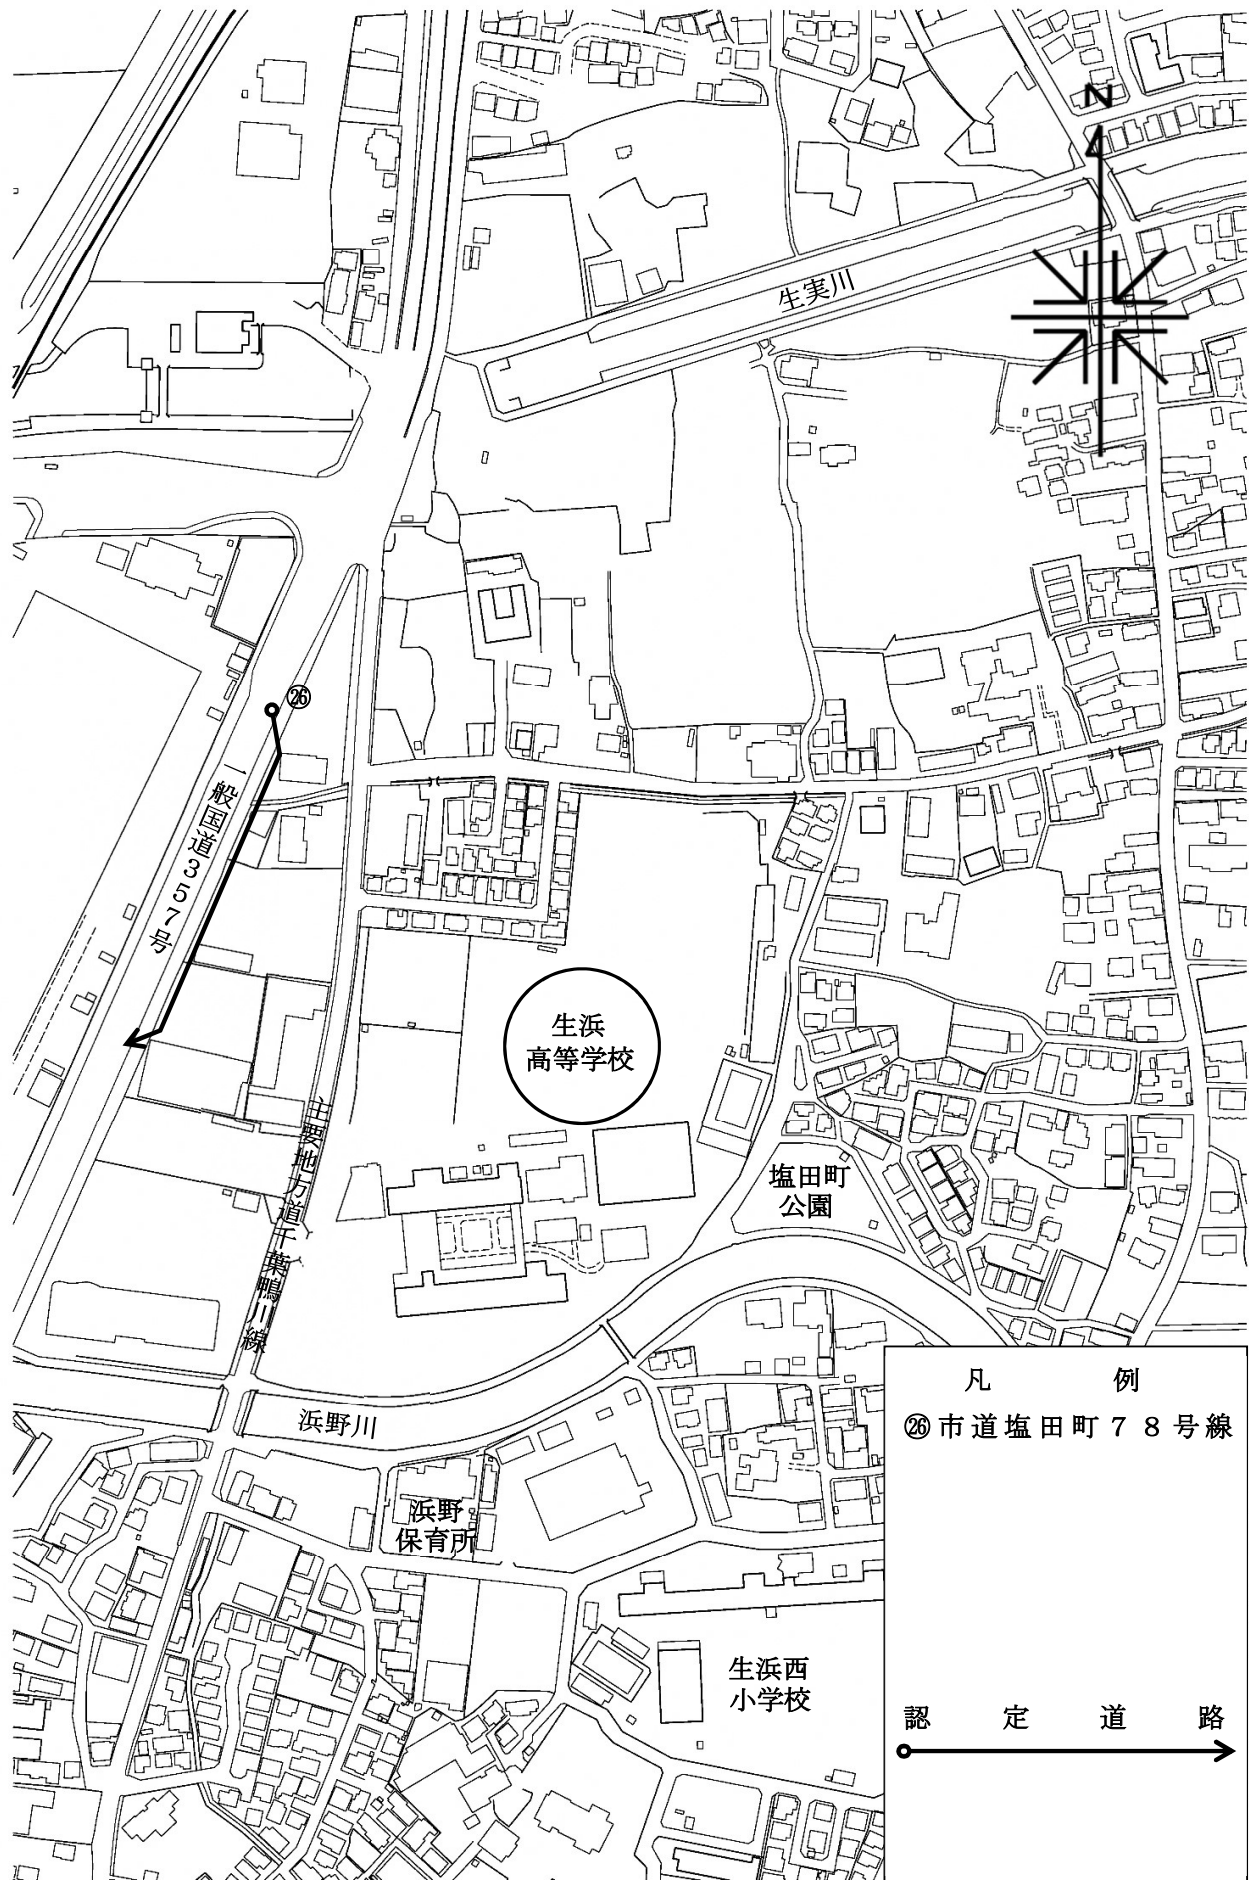 N
生実川
㉖
一般国道３５７号
生浜
高等学校
塩田町
公園
主要地方道千葉鴨川線
浜野川
浜野
保育所
生浜西
小学校
凡例
㉖市道塩田町７８号線
認定道路